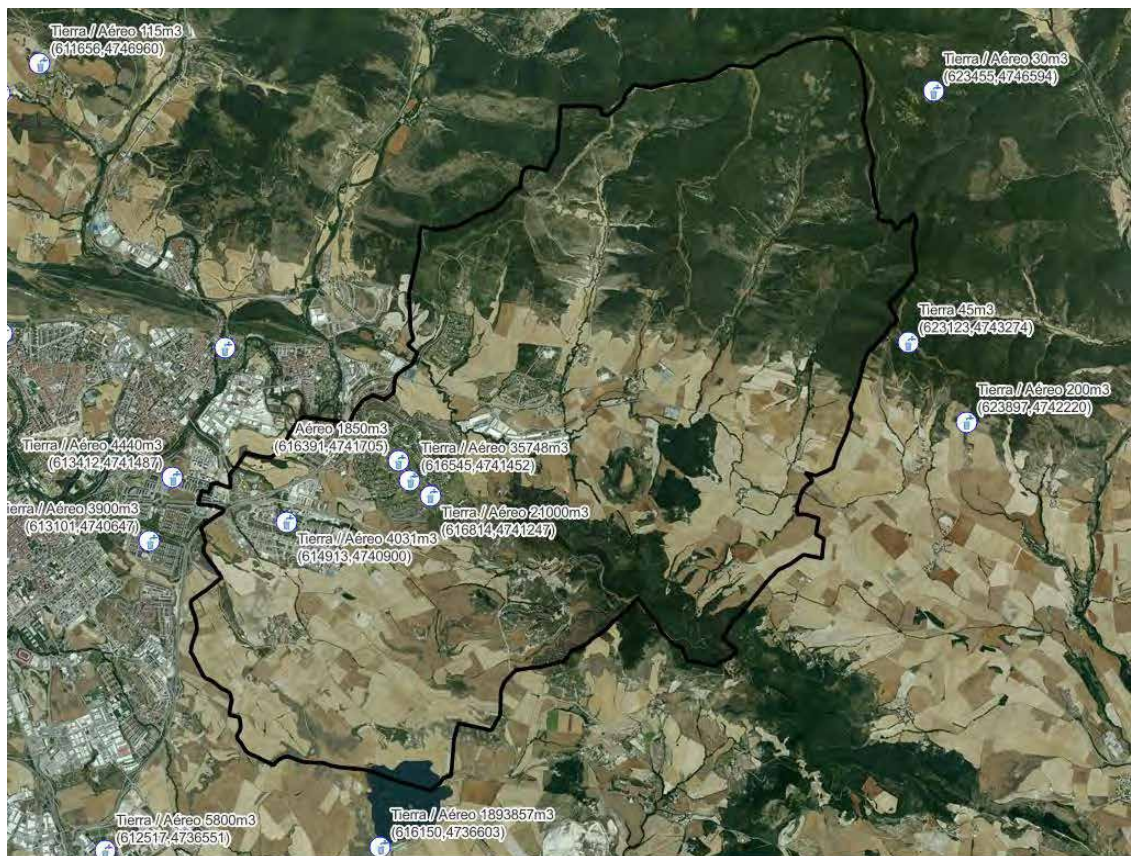 Tierra / Aéreo 115m3
(611656,4746960)
Tierra / Aéreo 30m3
(623455,4746594)
Tierra 45m3
(623123,4743274)
Tierra / Aéreo 200m3
(623897,4742220)
Aéreo 1850m3
(616391,4741705)
Tierra / Aéreo 35748m3
(616545,4741452)
Tierra / Aéreo 4440m3
(613412,4741487)
Tierra / Aéreo 21000m3
(616814,4741247)
Tierra / Aéreo 3900m3
(613101,4740647)
Tierra / Aéreo 4031m3
(614913,4740900)
Tierra / Aéreo 5800m3
(612517,4736551)
Tierra / Aéreo 1893857m3
(616150,4736603)